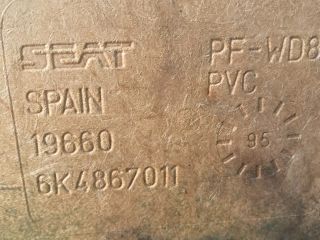 SEAT
SPAIN
19660
6K4867011
PF-WD8
PVC
95